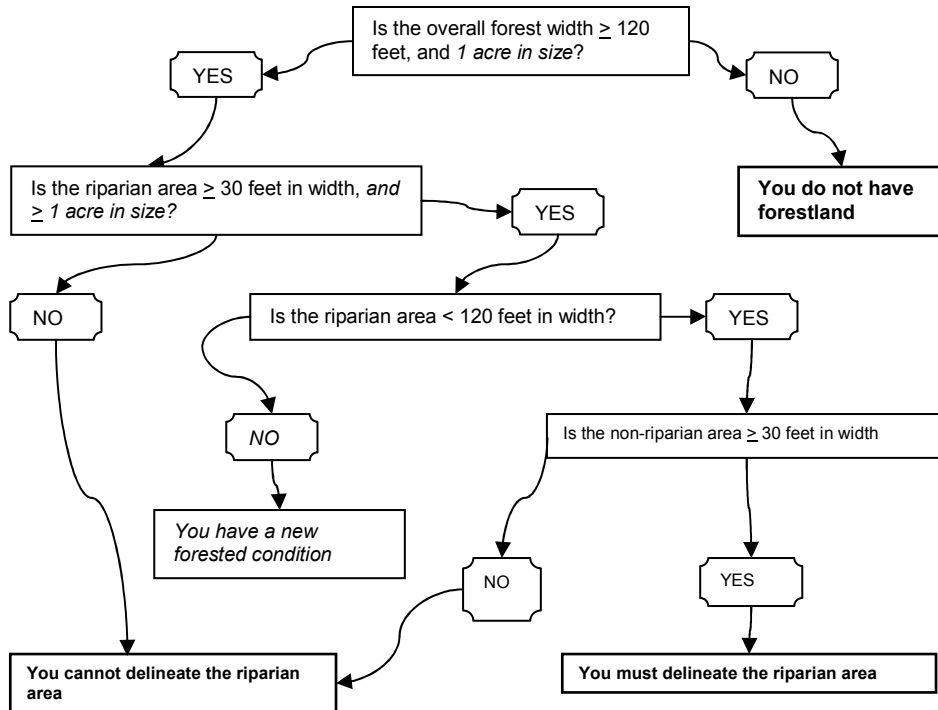 Is the overall forest width ≥ 120
feet, and 1 acre in size?
YES
NO
Is the riparian area ≥ 30 feet in width, and
≥ 1 acre in size?
YES
You do not have
forestland
NO
Is the riparian area < 120 feet in width?
YES
NO
Is the non-riparian area ≥ 30 feet in width
You have a new
forested condition
NO
YES
You cannot delineate the riparian
area
You must delineate the riparian area